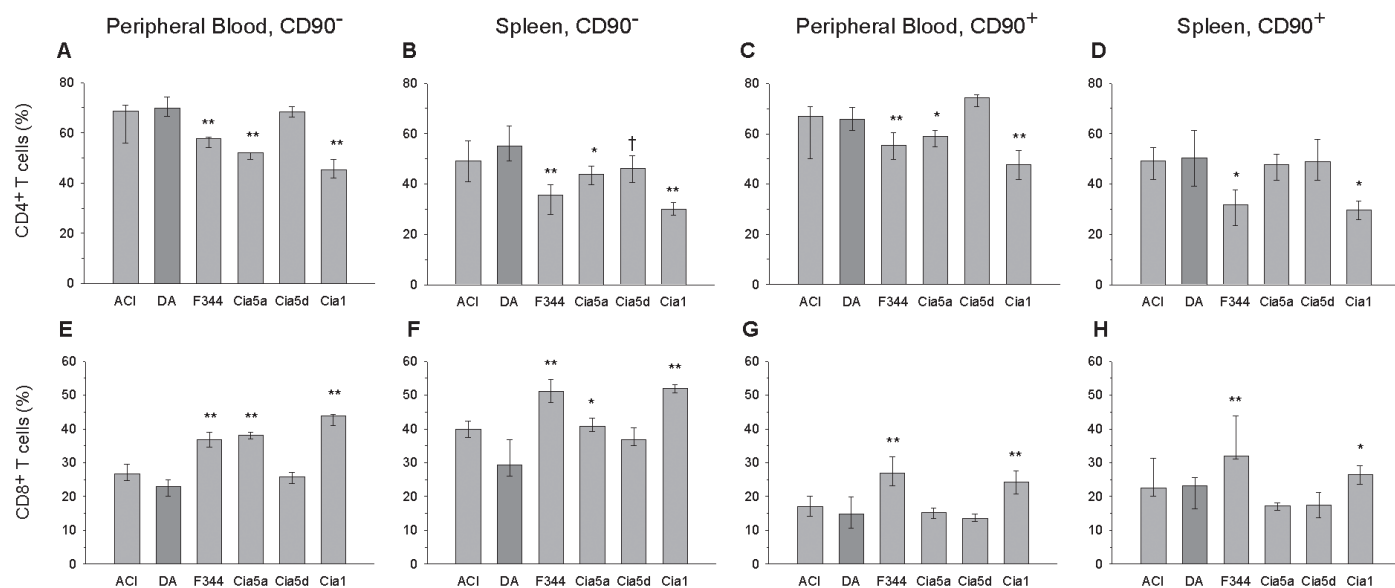 Peripheral Blood, CD90⁻ Spleen, CD90⁻ Peripheral Blood, CD90⁺ Spleen, CD90⁺
A B C D
CD4⁺ T cells (%)
80 80 80 80
** ** ** * † ** ** * ** * *
60 60 60 60
40 40 40 40
20 20 20 20
0 0 0 0
ACI DA F344 Cia5a Cia5d Cia1 ACI DA F344 Cia5a Cia5d Cia1 ACI DA F344 Cia5a Cia5d Cia1 ACI DA F344 Cia5a Cia5d Cia1
E F G H
CD8⁺ T cells (%)
60 60 60 60
** ** ** ** * ** ** ** ** *
50 50 50 50
40 40 40 40
30 30 30 30
20 20 20 20
10 10 10 10
0 0 0 0
ACI DA F344 Cia5a Cia5d Cia1 ACI DA F344 Cia5a Cia5d Cia1 ACI DA F344 Cia5a Cia5d Cia1 ACI DA F344 Cia5a Cia5d Cia1